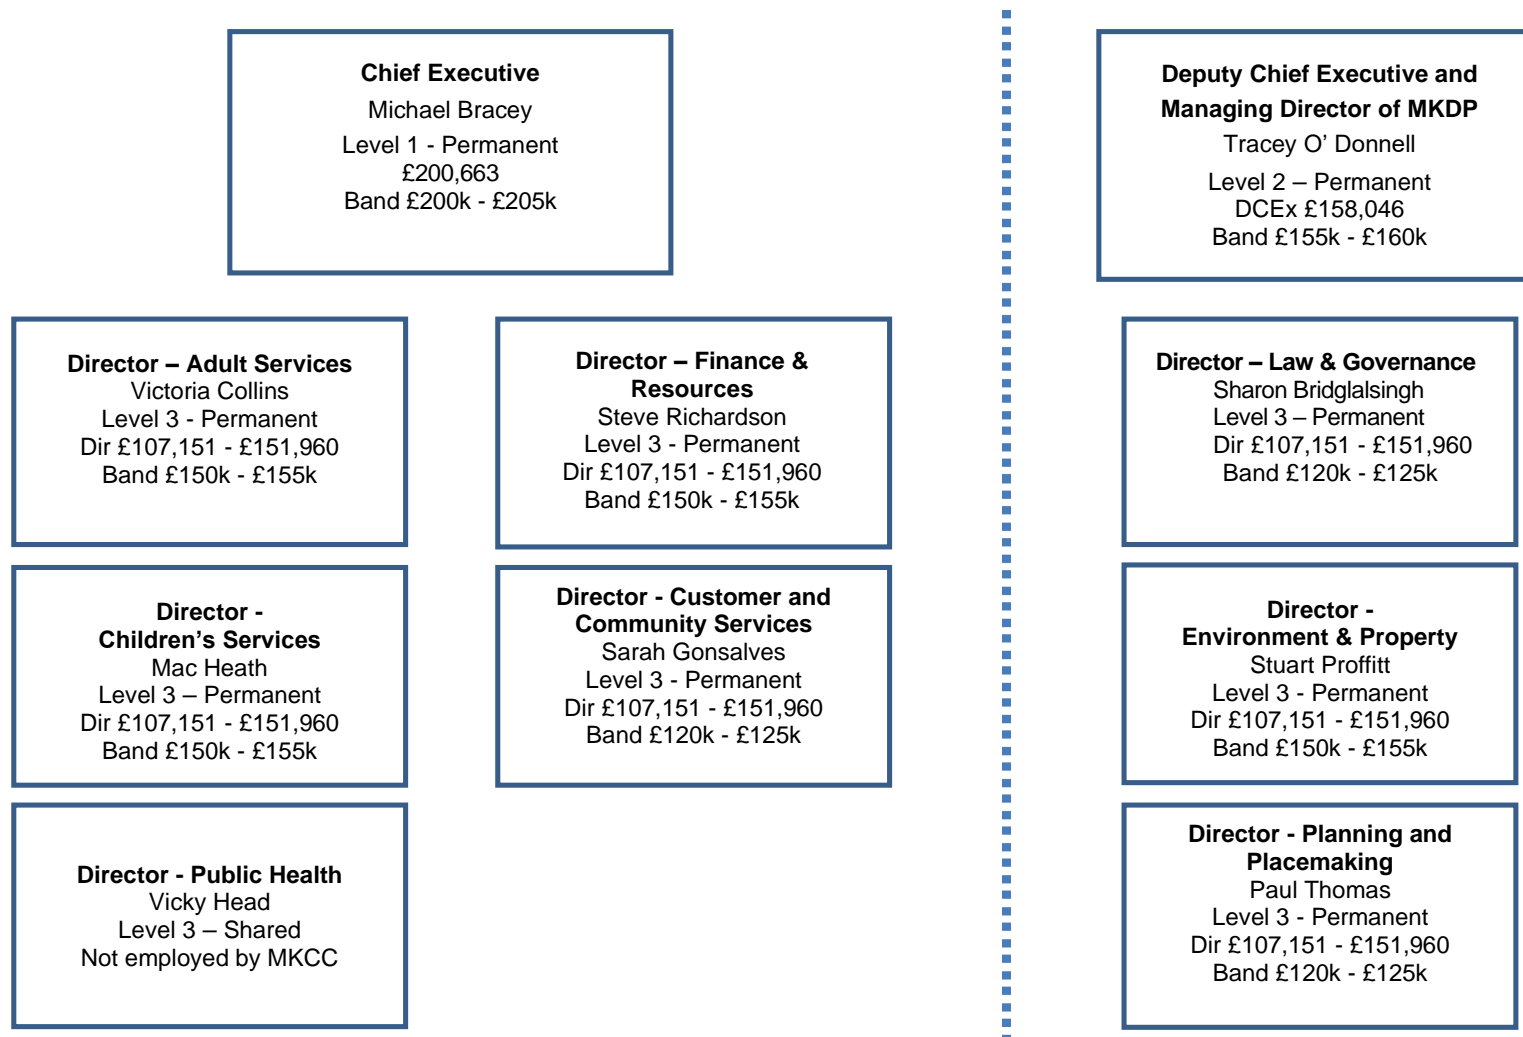 Chief Executive
Michael Bracey
Level 1 - Permanent
£200,663
Band £200k - £205k
Deputy Chief Executive and
Managing Director of MKDP
Tracey O’ Donnell
Level 2 – Permanent
DCEx £158,046
Band £155k - £160k
Director – Adult Services
Victoria Collins
Level 3 - Permanent
Dir £107,151 - £151,960
Band £150k - £155k
Director – Finance &
Resources
Steve Richardson
Level 3 - Permanent
Dir £107,151 - £151,960
Band £150k - £155k
Director – Law & Governance
Sharon Bridglalsingh
Level 3 – Permanent
Dir £107,151 - £151,960
Band £120k - £125k
Director -
Children’s Services
Mac Heath
Level 3 – Permanent
Dir £107,151 - £151,960
Band £150k - £155k
Director - Customer and
Community Services
Sarah Gonsalves
Level 3 - Permanent
Dir £107,151 - £151,960
Band £120k - £125k
Director -
Environment & Property
Stuart Proffitt
Level 3 - Permanent
Dir £107,151 - £151,960
Band £150k - £155k
Director - Public Health
Vicky Head
Level 3 – Shared
Not employed by MKCC
Director - Planning and
Placemaking
Paul Thomas
Level 3 - Permanent
Dir £107,151 - £151,960
Band £120k - £125k